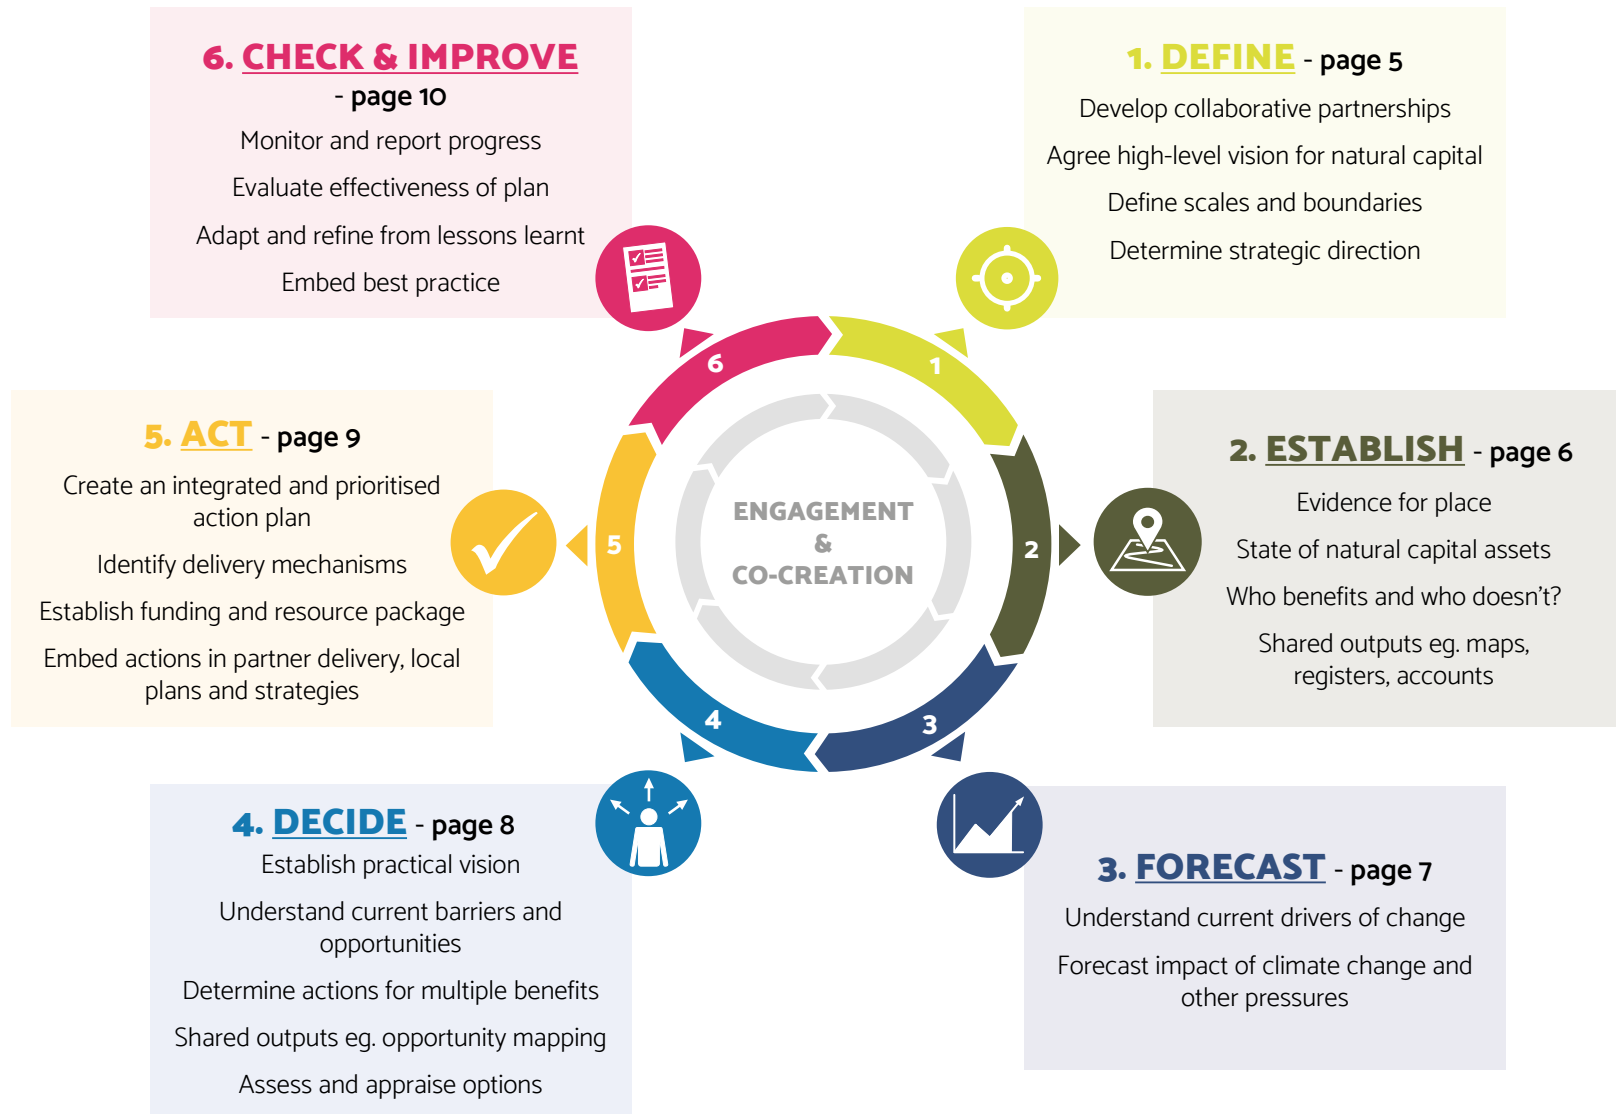 1. DEFINE - page 5
Develop collaborative partnerships
Agree high-level vision for natural capital
Define scales and boundaries
Determine strategic direction
2. ESTABLISH - page 6
Evidence for place
State of natural capital assets
Who benefits and who doesn't?
Shared outputs eg. maps,
registers, accounts
3. FORECAST - page 7
Understand current drivers of change
Forecast impact of climate change and
other pressures
4. DECIDE - page 8
Establish practical vision
Understand current barriers and
opportunities
Determine actions for multiple benefits
Shared outputs eg. opportunity mapping
Assess and appraise options
5. ACT - page 9
Create an integrated and prioritised
action plan
Identify delivery mechanisms
Establish funding and resource package
Embed actions in partner delivery, local
plans and strategies
6. CHECK & IMPROVE
- page 10
Monitor and report progress
Evaluate effectiveness of plan
Adapt and refine from lessons learnt
Embed best practice
1
2
3
4
5
6
ENGAGEMENT
&
CO-CREATION